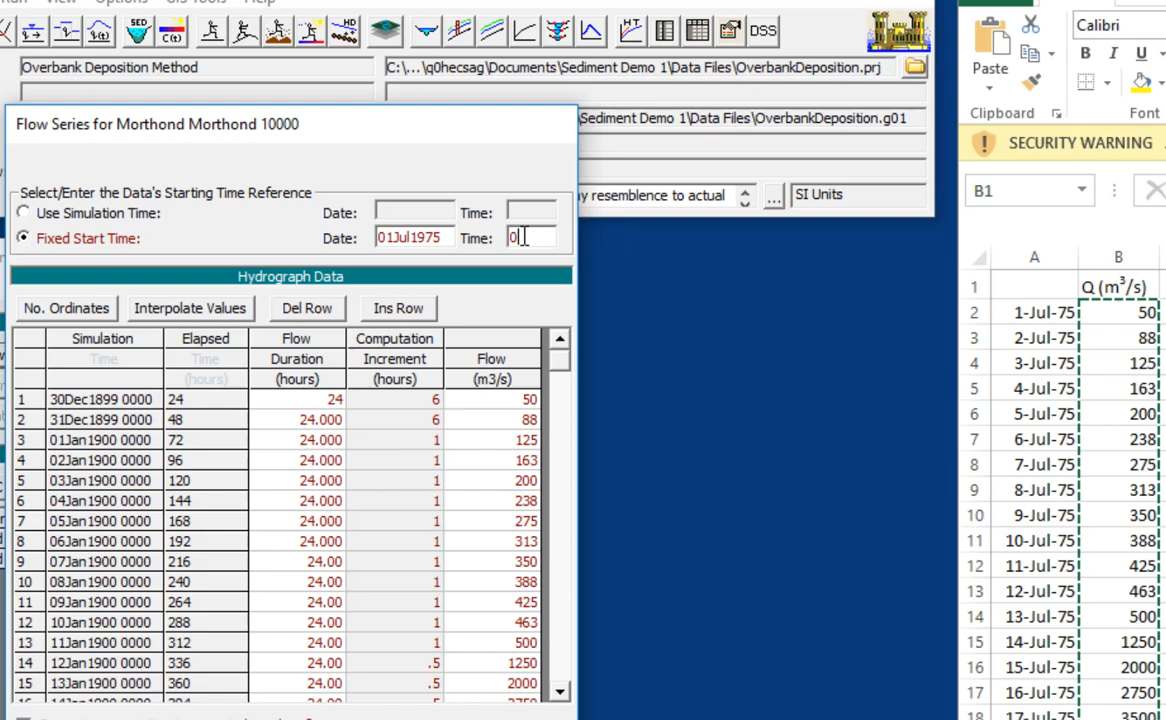 Run View Options GIS Tools Help
SED C(t) HD HT DSS
Overbank Deposition Method C:\...\q0hecsag\Documents\Sediment Demo 1\Data Files\OverbankDeposition.prj
Sediment Demo 1\Data Files\OverbankDeposition.g01
y resemblence to actual ... SI Units
Flow Series for Morthond Morthond 10000
Select/Enter the Data's Starting Time Reference
Use Simulation Time: Date: Time:
Fixed Start Time: Date: 01Jul1975 Time: 0
Hydrograph Data
No. Ordinates Interpolate Values Del Row Ins Row
Simulation Elapsed Flow Computation
Time Time Duration Increment Flow
(hours) (hours) (hours) (m3/s)
1 30Dec1899 0000 24 24 6 50
2 31Dec1899 0000 48 24.000 6 88
3 01Jan1900 0000 72 24.000 1 125
4 02Jan1900 0000 96 24.000 1 163
5 03Jan1900 0000 120 24.000 1 200
6 04Jan1900 0000 144 24.000 1 238
7 05Jan1900 0000 168 24.000 1 275
8 06Jan1900 0000 192 24.000 1 313
9 07Jan1900 0000 216 24.00 1 350
10 08Jan1900 0000 240 24.00 1 388
11 09Jan1900 0000 264 24.00 1 425
12 10Jan1900 0000 288 24.00 1 463
13 11Jan1900 0000 312 24.00 1 500
14 12Jan1900 0000 336 24.00 .5 1250
15 13Jan1900 0000 360 24.00 .5 2000
Calibri
Paste B I U
Clipboard Font
SECURITY WARNING
B1
A B
1 Q (m³/s)
2 1-Jul-75 50
3 2-Jul-75 88
4 3-Jul-75 125
5 4-Jul-75 163
6 5-Jul-75 200
7 6-Jul-75 238
8 7-Jul-75 275
9 8-Jul-75 313
10 9-Jul-75 350
11 10-Jul-75 388
12 11-Jul-75 425
13 12-Jul-75 463
14 13-Jul-75 500
15 14-Jul-75 1250
16 15-Jul-75 2000
17 16-Jul-75 2750
18 17-Jul-75 3500